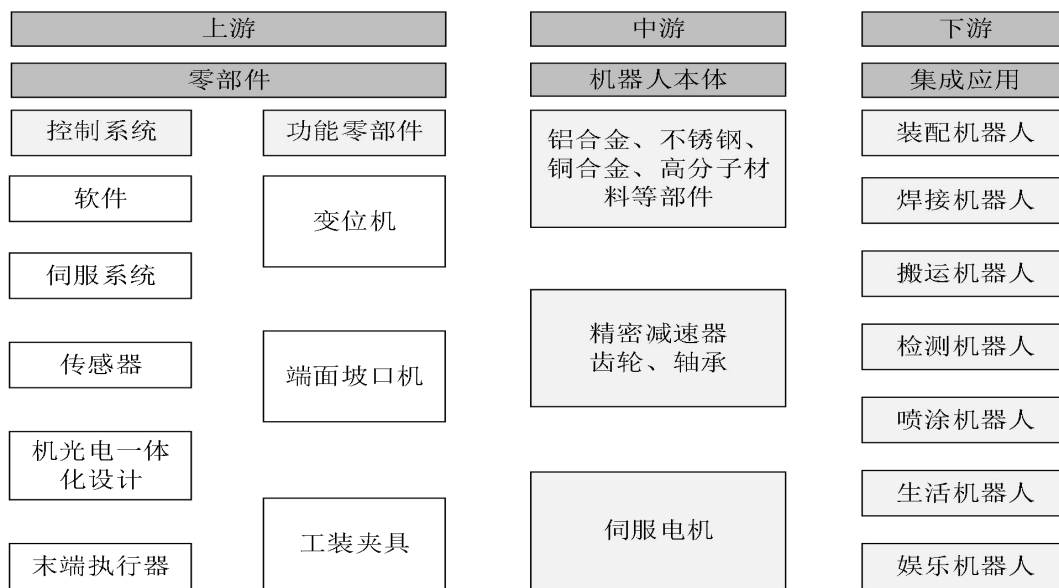 上游
零部件
控制系统
软件
伺服系统
传感器
机光电一体
化设计
末端执行器
功能零部件
变位机
端面坡口机
工装夹具
中游
机器人本体
铝合金、不锈钢、
铜合金、高分子材
料等部件
精密减速器
齿轮、轴承
伺服电机
下游
集成应用
装配机器人
焊接机器人
搬运机器人
检测机器人
喷涂机器人
生活机器人
娱乐机器人